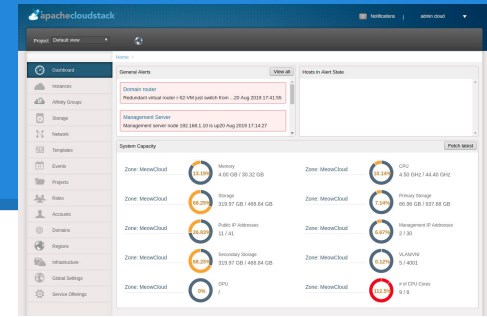 apachecloudstack
Notifications
admin cloud
Project: Default view
Home
Dashboard
Instances
Affinity Groups
Storage
Network
Templates
Events
Projects
Roles
Accounts
Domains
Regions
Infrastructure
Global Settings
Service Offerings
General Alerts
View all
Domain router
Redundant virtual router r-52-VM just switch from ...20 Aug 2019 17:41:55
Management Server
Management server node 192.168.1.10 is up20 Aug 2019 17:14:27
Hosts in Alert State
System Capacity
Fetch latest
Zone: MeowCloud
13.19%
Memory
4.00 GB / 30.32 GB
Zone: MeowCloud
10.14%
CPU
4.50 GHz / 44.40 GHz
Zone: MeowCloud
68.25%
Storage
319.97 GB / 468.84 GB
Zone: MeowCloud
7.14%
Primary Storage
66.96 GB / 937.68 GB
Zone: MeowCloud
26.83%
Public IP Addresses
11 / 41
Zone: MeowCloud
6.67%
Management IP Addresses
2 / 30
Zone: MeowCloud
68.25%
Secondary Storage
319.97 GB / 468.84 GB
Zone: MeowCloud
0.12%
VLAN/VNI
5 / 4001
Zone: MeowCloud
0%
GPU
/
Zone: MeowCloud
112.5%
# of CPU Cores
9 / 8